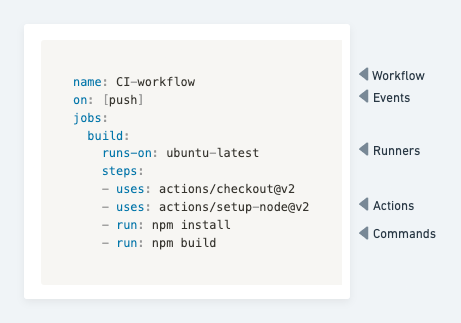 name: CI-workflow
on: [push]
jobs:
  build:
    runs-on: ubuntu-latest
    steps:
    - uses: actions/checkout@v2
    - uses: actions/setup-node@v2
    - run: npm install
    - run: npm build
Workflow
Events
Runners
Actions
Commands